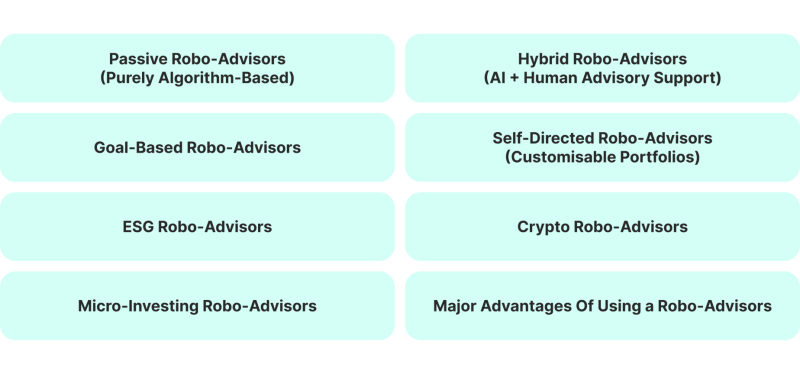 Passive Robo-Advisors
(Purely Algorithm-Based)
Hybrid Robo-Advisors
(AI + Human Advisory Support)
Goal-Based Robo-Advisors
Self-Directed Robo-Advisors
(Customisable Portfolios)
ESG Robo-Advisors
Crypto Robo-Advisors
Micro-Investing Robo-Advisors
Major Advantages Of Using a Robo-Advisors